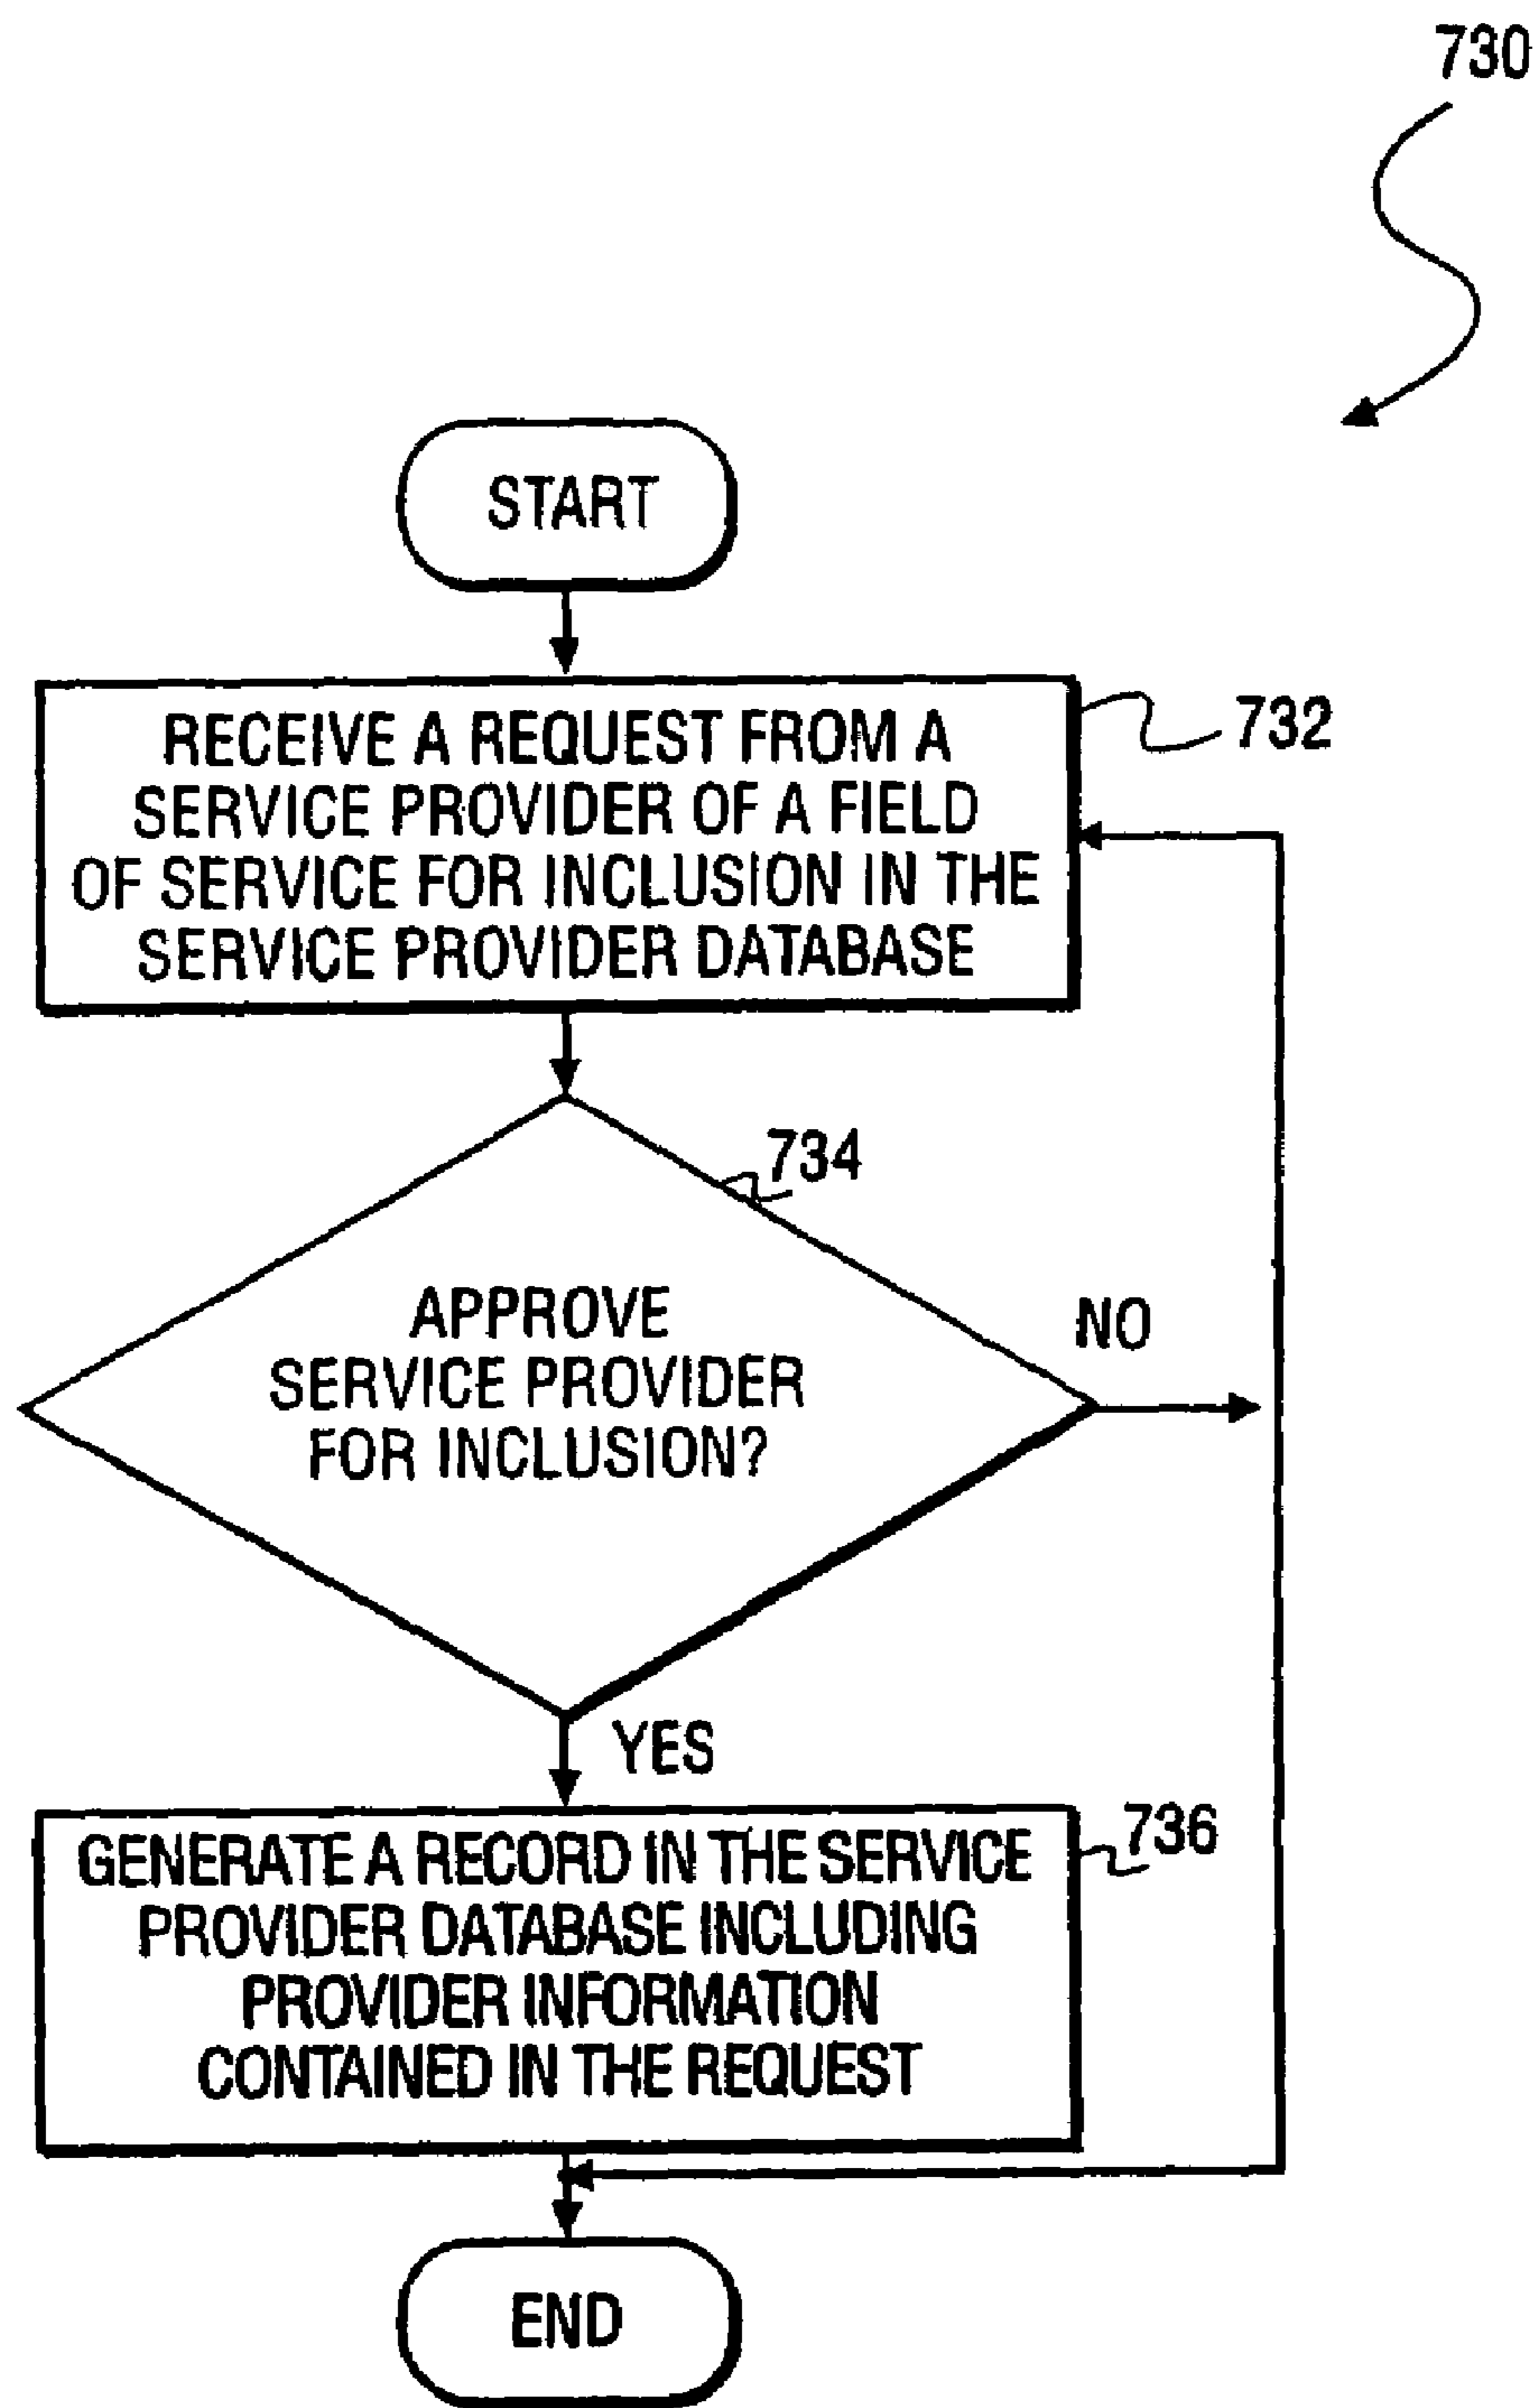 730
START
RECEIVE A REQUEST FROM A
SERVICE PROVIDER OF A FIELD
OF SERVICE FOR INCLUSION IN THE
SERVICE PROVIDER DATABASE
732
734
APPROVE
SERVICE PROVIDER
FOR INCLUSION?
NO
YES
GENERATE A RECORD IN THE SERVICE
PROVIDER DATABASE INCLUDING
PROVIDER INFORMATION
CONTAINED IN THE REQUEST
736
END